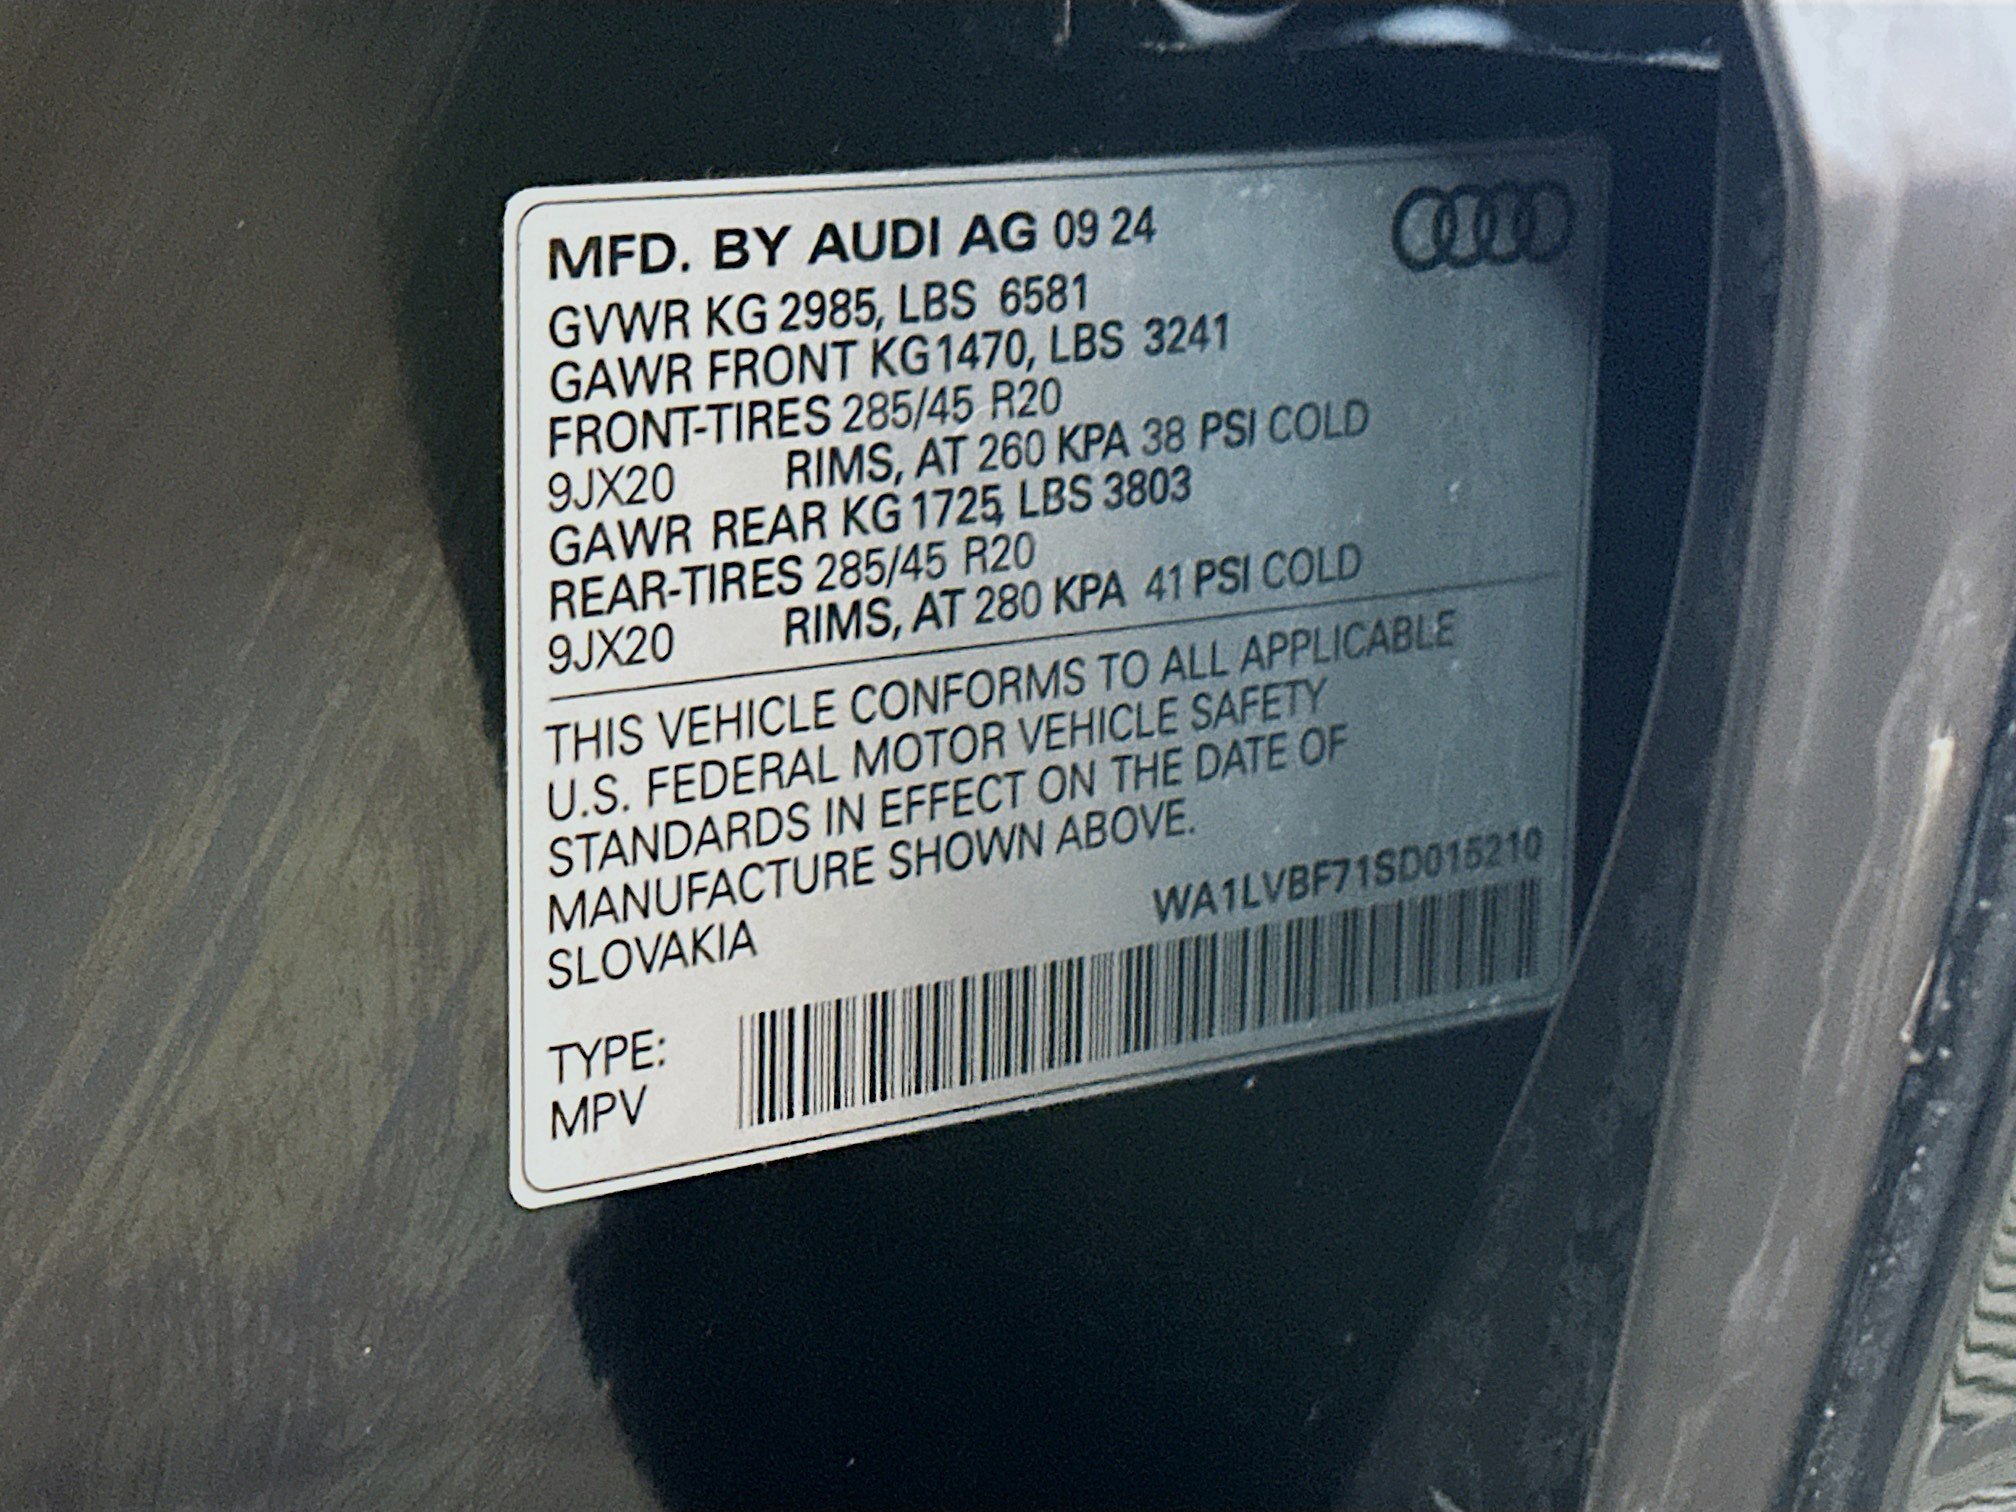 MFD. BY AUDI AG 09 24
GVWR KG 2985, LBS 6581
GAWR FRONT KG1470, LBS 3241
FRONT-TIRES 285/45 R20
9JX20 RIMS, AT 260 KPA 38 PSI COLD
GAWR REAR KG1725, LBS 3803
REAR-TIRES 285/45 R20
9JX20 RIMS, AT 280 KPA 41 PSI COLD
THIS VEHICLE CONFORMS TO ALL APPLICABLE
U.S. FEDERAL MOTOR VEHICLE SAFETY
STANDARDS IN EFFECT ON THE DATE OF
MANUFACTURE SHOWN ABOVE.
SLOVAKIA
WA1LVBF71SD015210
TYPE:
MPV